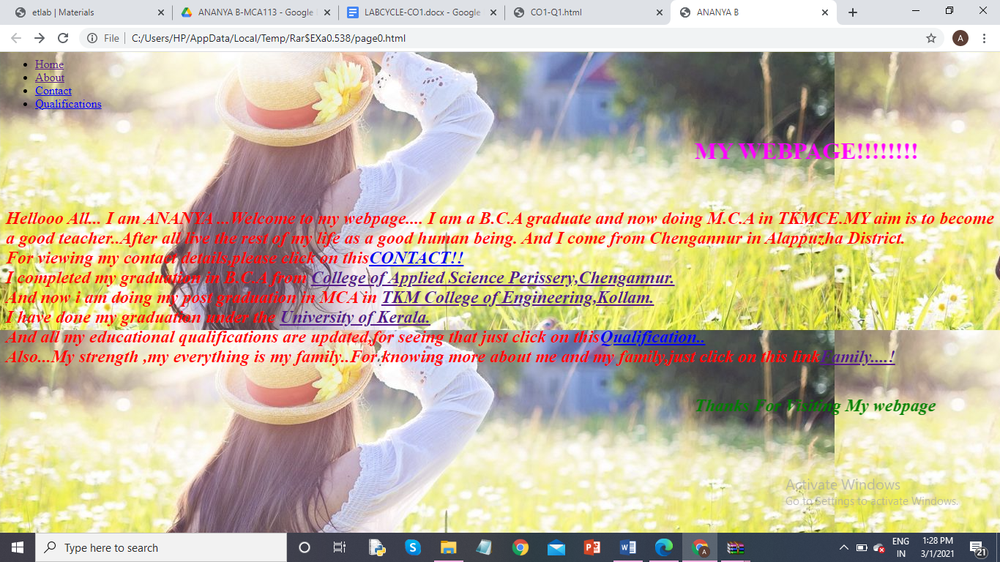 etlab | Materials
ANANYA B-MCA113 - Google
LABCYCLE-CO1.docx - Google
CO1-Q1.html
ANANYA B
File
C:/Users/HP/AppData/Local/Temp/Rar$EXa0.538/page0.html
A
Home
About
Contact
Qualifications
MY WEBPAGE!!!!!!!!
Hellooo All... I am ANANYA ...Welcome to my webpage.... I am a B.C.A graduate and now doing M.C.A in TKMCE.MY aim is to become
a good teacher..After all live the rest of my life as a good human being. And I come from Chengannur in Alappuzha District.
For viewing my contact details,please click on thisCONTACT!!
I completed my graduation in B.C.A from College of Applied Science Perissery,Chengannur.
And now i am doing my post graduation in MCA in TKM College of Engineering,Kollam.
I have done my graduation under the University of Kerala.
And all my educational qualifications are updated,for seeing that just click on thisQualification..
Also...My strength ,my everything is my family..For knowing more about me and my family,just click on this linkFamily....!
Thanks For Visiting My webpage
Activate Windows
Go to Settings to activate Windows.
Type here to search
ENG
IN
1:28 PM
3/1/2021
21